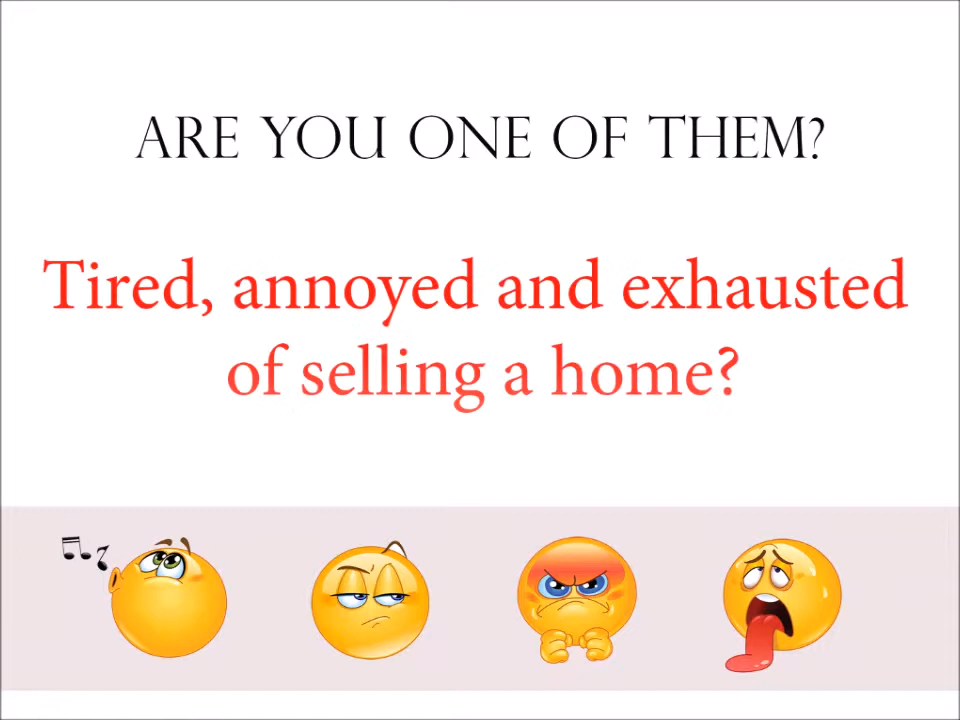 ARE YOU ONE OF THEM?
Tired, annoyed and exhausted
of selling a home?